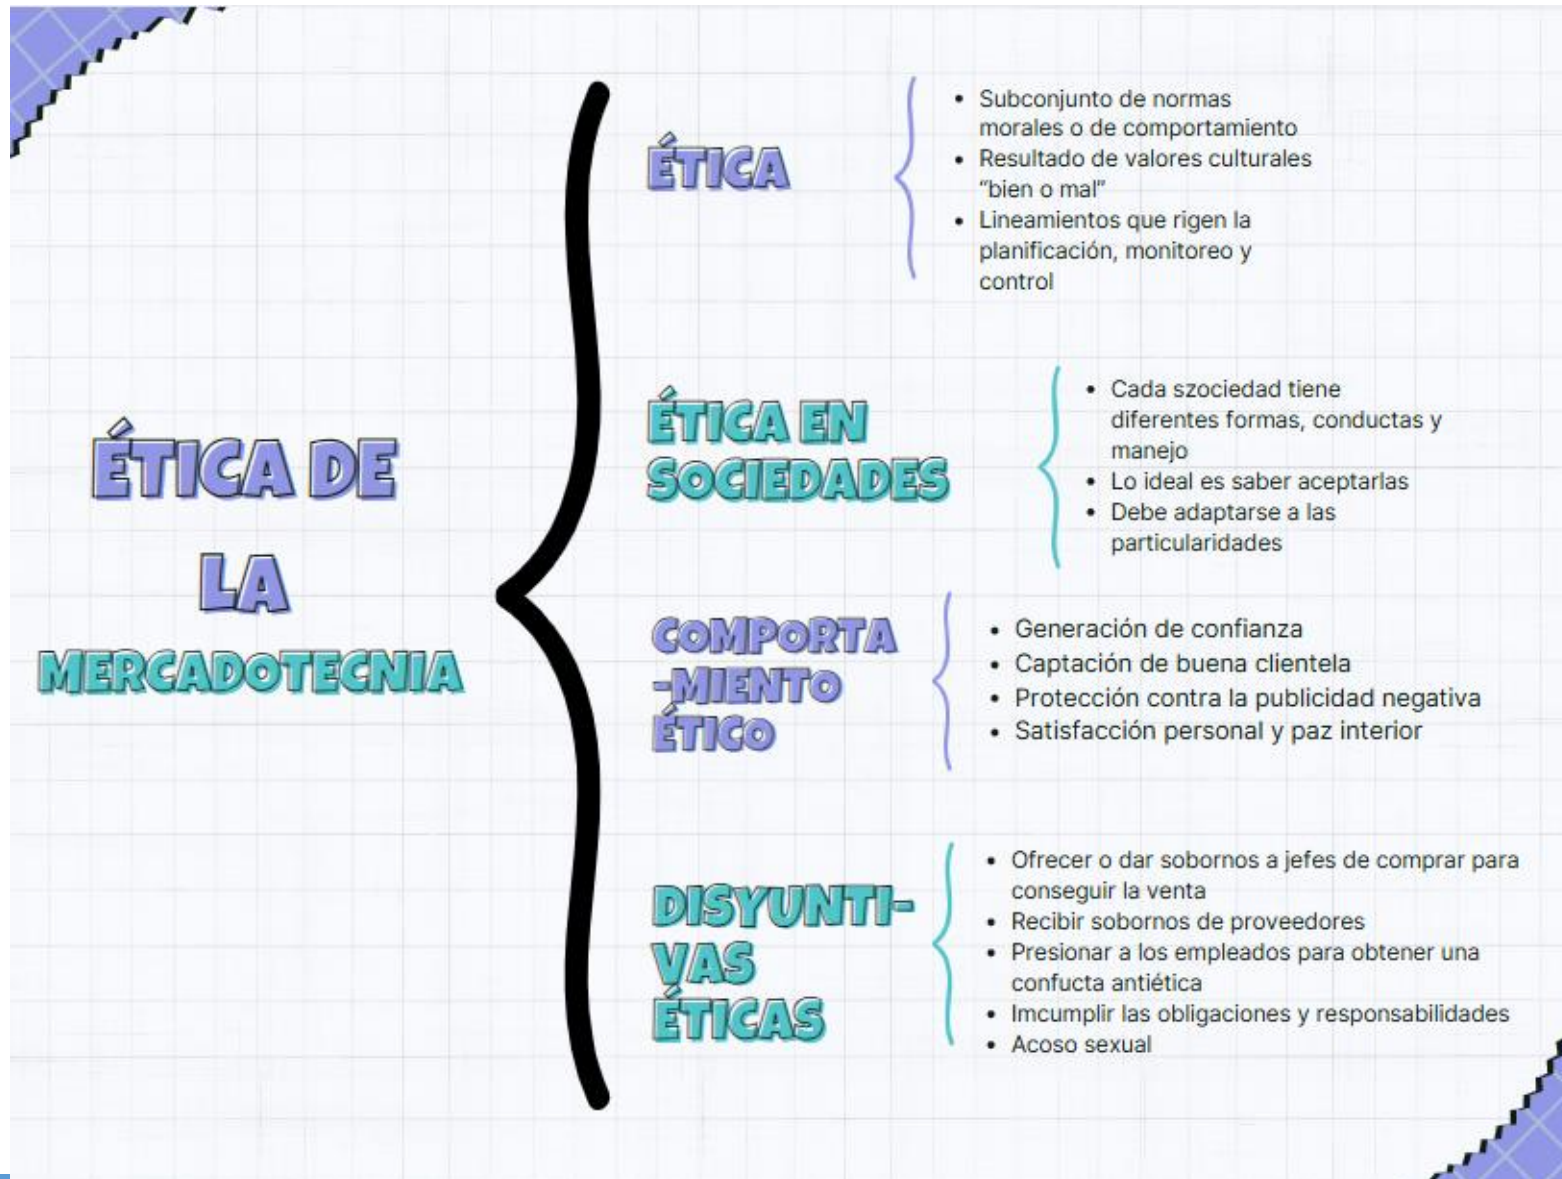 ÉTICA DE
LA
MERCADOTECNIA
ÉTICA
• Subconjunto de normas
morales o de comportamiento
• Resultado de valores culturales
“bien o mal”
• Lineamientos que rigen la
planificación, monitoreo y
control
ÉTICA EN
SOCIEDADES
• Cada szociedad tiene
diferentes formas, conductas y
manejo
• Lo ideal es saber aceptarlas
• Debe adaptarse a las
particularidades
COMPORTA
-MIENTO
ÉTICO
• Generación de confianza
• Captación de buena clientela
• Protección contra la publicidad negativa
• Satisfacción personal y paz interior
DISYUNTI-
VAS
ÉTICAS
• Ofrecer o dar sobornos a jefes de comprar para
conseguir la venta
• Recibir sobornos de proveedores
• Presionar a los empleados para obtener una
confucta antiética
• Imcumplir las obligaciones y responsabilidades
• Acoso sexual